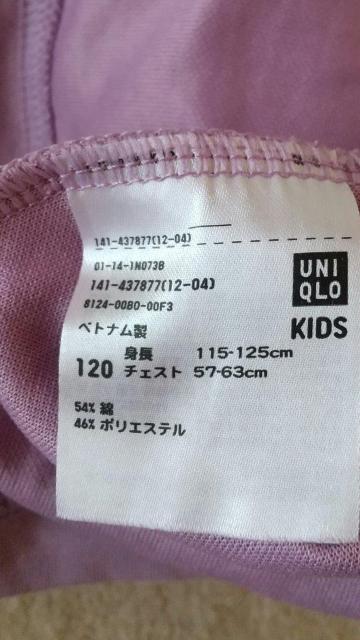 141-437877(12-04)
01-14-1N073B
141-437877(12-04)
8124-00B0-00F3
UNI
QLO
KIDS
ベトナム製
120 身長 115-125cm
チェスト 57-63cm
54% 綿
46% ポリエステル